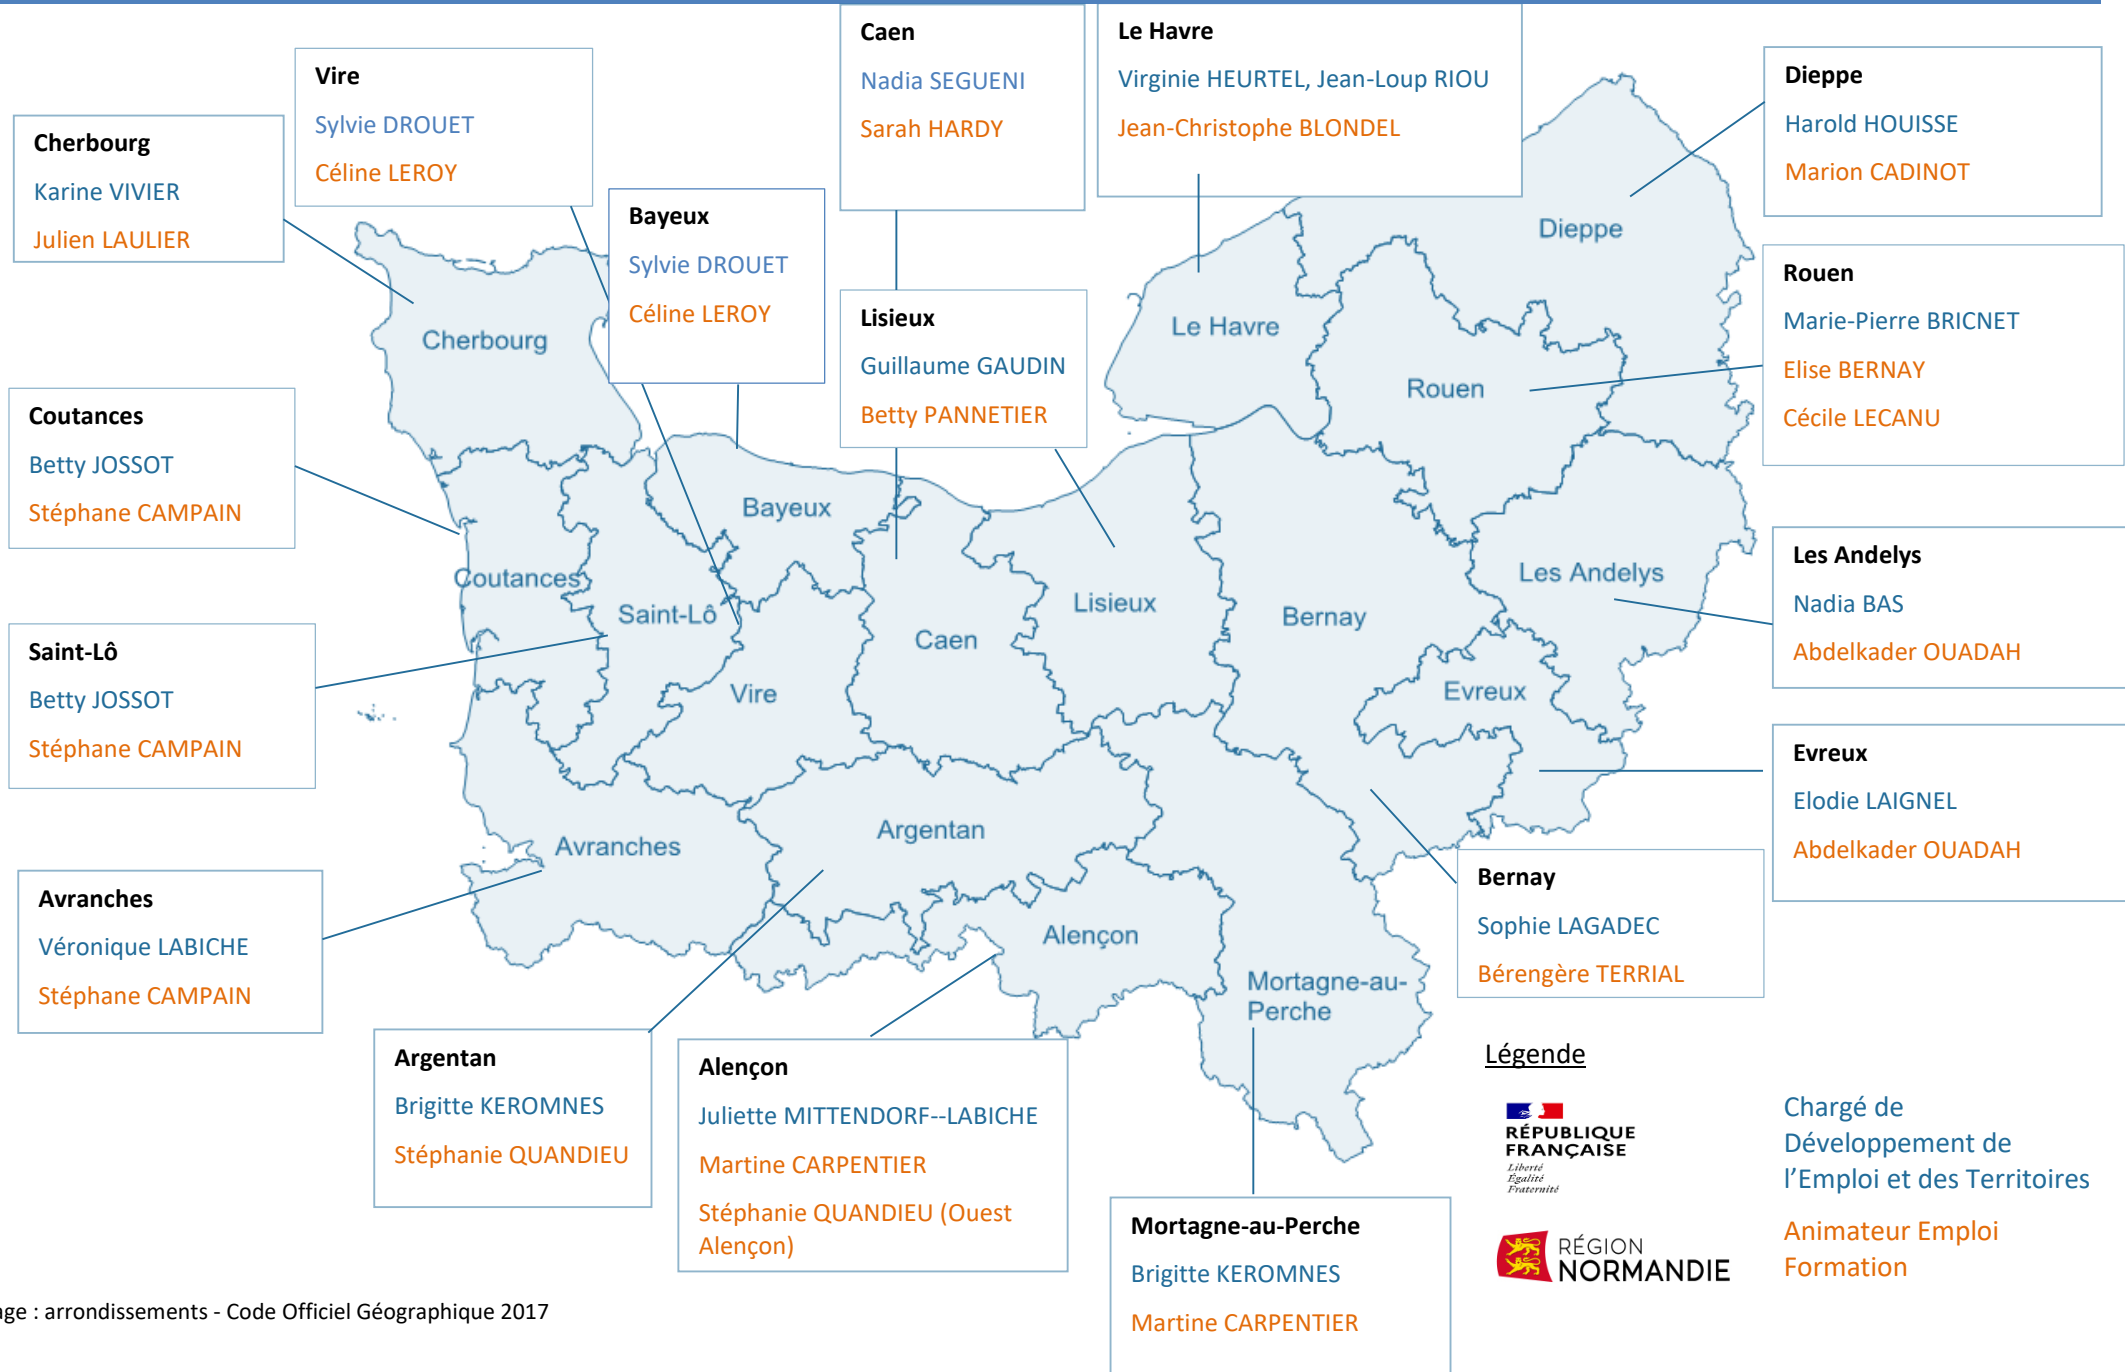 Caen
Nadia SEGUENI
Sarah HARDY
Le Havre
Virginie HEURTEL, Jean-Loup RIOU
Jean-Christophe BLONDEL
Vire
Sylvie DROUET
Céline LEROY
Dieppe
Harold HOUISSE
Marion CADINOT
Cherbourg
Karine VIVIER
Julien LAULIER
Bayeux
Sylvie DROUET
Céline LEROY
Lisieux
Guillaume GAUDIN
Betty PANNETIER
Rouen
Marie-Pierre BRICNET
Elise BERNAY
Cécile LECANU
Coutances
Betty JOSSOT
Stéphane CAMPAIN
Les Andelys
Nadia BAS
Abdelkader OUADAH
Saint-Lô
Betty JOSSOT
Stéphane CAMPAIN
Evreux
Elodie LAIGNEL
Abdelkader OUADAH
Avranches
Véronique LABICHE
Stéphane CAMPAIN
Bernay
Sophie LAGADEC
Bérengère TERRIAL
Argentan
Brigitte KEROMNES
Stéphanie QUANDIEU
Alençon
Juliette MITTENDORF--LABICHE
Martine CARPENTIER
Stéphanie QUANDIEU (Ouest
Alençon)
Mortagne-au-Perche
Brigitte KEROMNES
Martine CARPENTIER
Dieppe
Cherbourg
Le Havre
Rouen
Bayeux
Coutances
Saint-Lô
Caen
Lisieux
Bernay
Les Andelys
Vire
Evreux
Avranches
Argentan
Alençon
Mortagne-au-
Perche
Légende
RÉPUBLIQUE
FRANÇAISE
Liberté
Égalité
Fraternité
Chargé de
Développement de
l’Emploi et des Territoires
RÉGION
NORMANDIE
Animateur Emploi
Formation
age : arrondissements - Code Officiel Géographique 2017